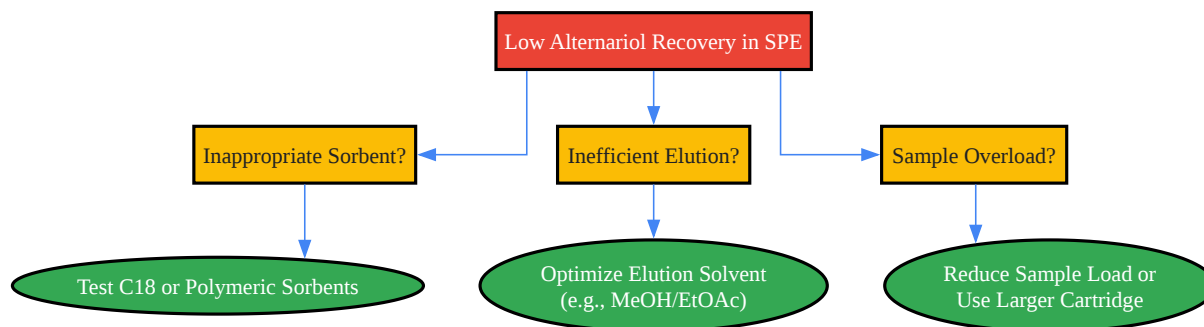 Low Alternariol Recovery in SPE
Inappropriate Sorbent?
Inefficient Elution?
Sample Overload?
Test C18 or Polymeric Sorbents
Optimize Elution Solvent
(e.g., MeOH/EtOAc)
Reduce Sample Load or
Use Larger Cartridge